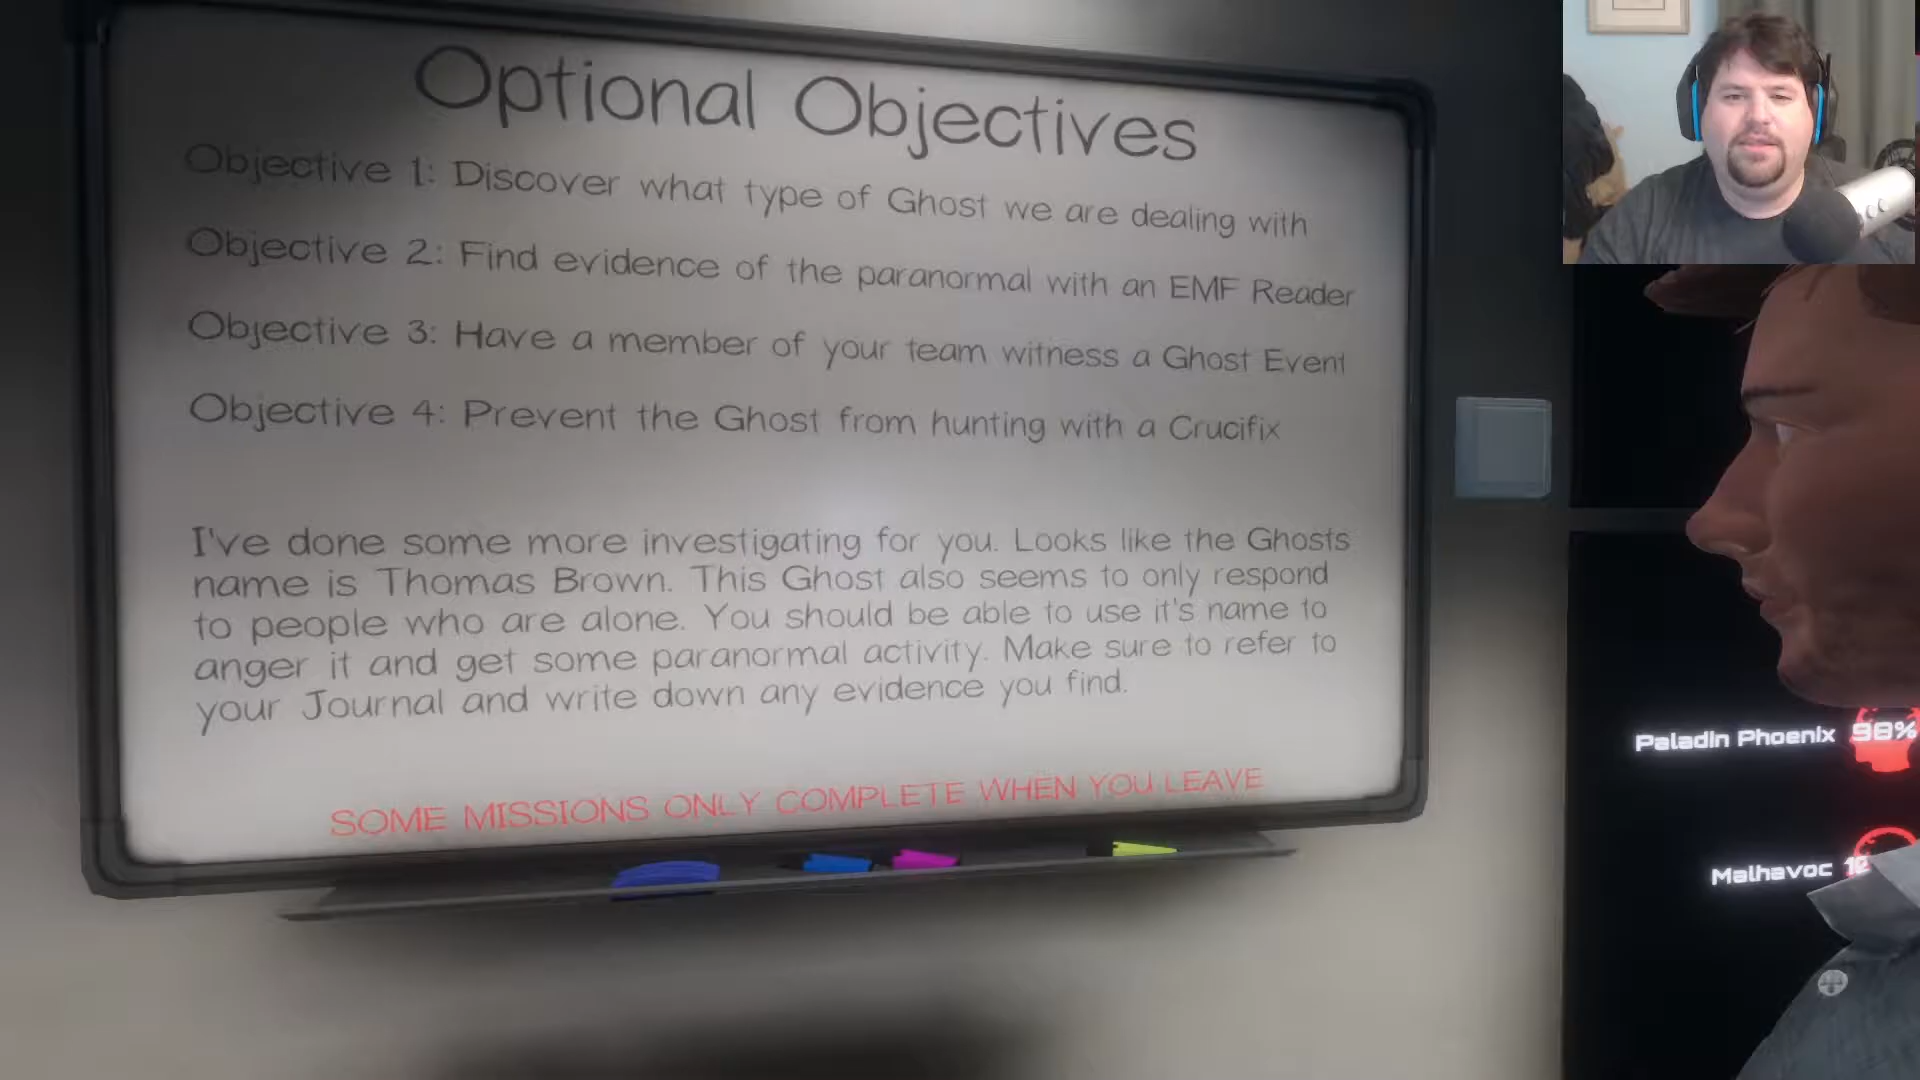 Optional Objectives
Objective 1: Discover what type of Ghost we are dealing with
Objective 2: Find evidence of the paranormal with an EMF Reader
Objective 3: Have a member of your team witness a Ghost Event
Objective 4: Prevent the Ghost from hunting with a Crucifix
I've done some more investigating for you. Looks like the Ghosts
name is Thomas Brown. This Ghost also seems to only respond
to people who are alone. You should be able to use it's name to
anger it and get some paranormal activity. Make sure to refer to
your Journal and write down any evidence you find.
SOME MISSIONS ONLY COMPLETE WHEN YOU LEAVE
Paladin Phoenix 98%
Malhavoc